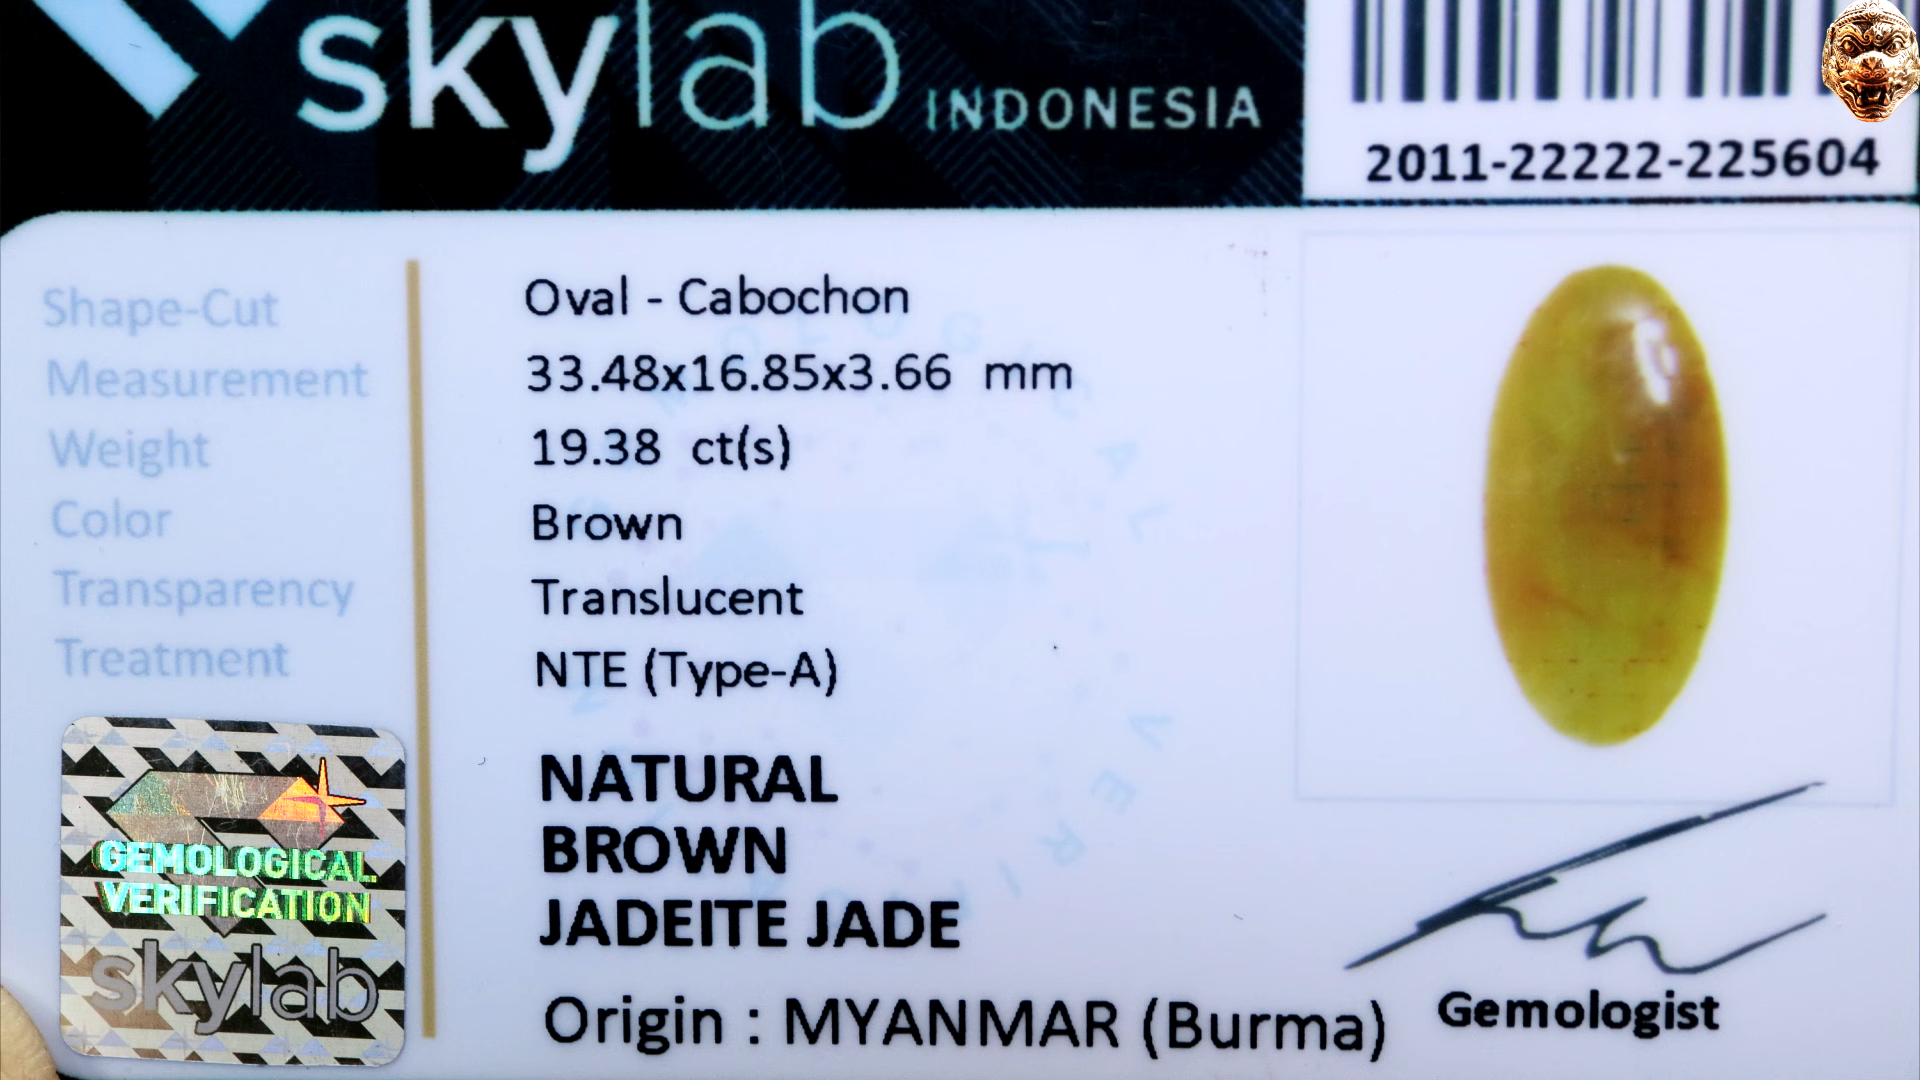 skylab INDONESIA
2011-22222-225604
Shape-Cut Oval - Cabochon
Measurement 33.48x16.85x3.66 mm
Weight 19.38 ct(s)
Color Brown
Transparency Translucent
Treatment NTE (Type-A)
NATURAL
BROWN
JADEITE JADE
Origin : MYANMAR (Burma)
GEMOLOGICAL
VERIFICATION
skylab
Gemologist